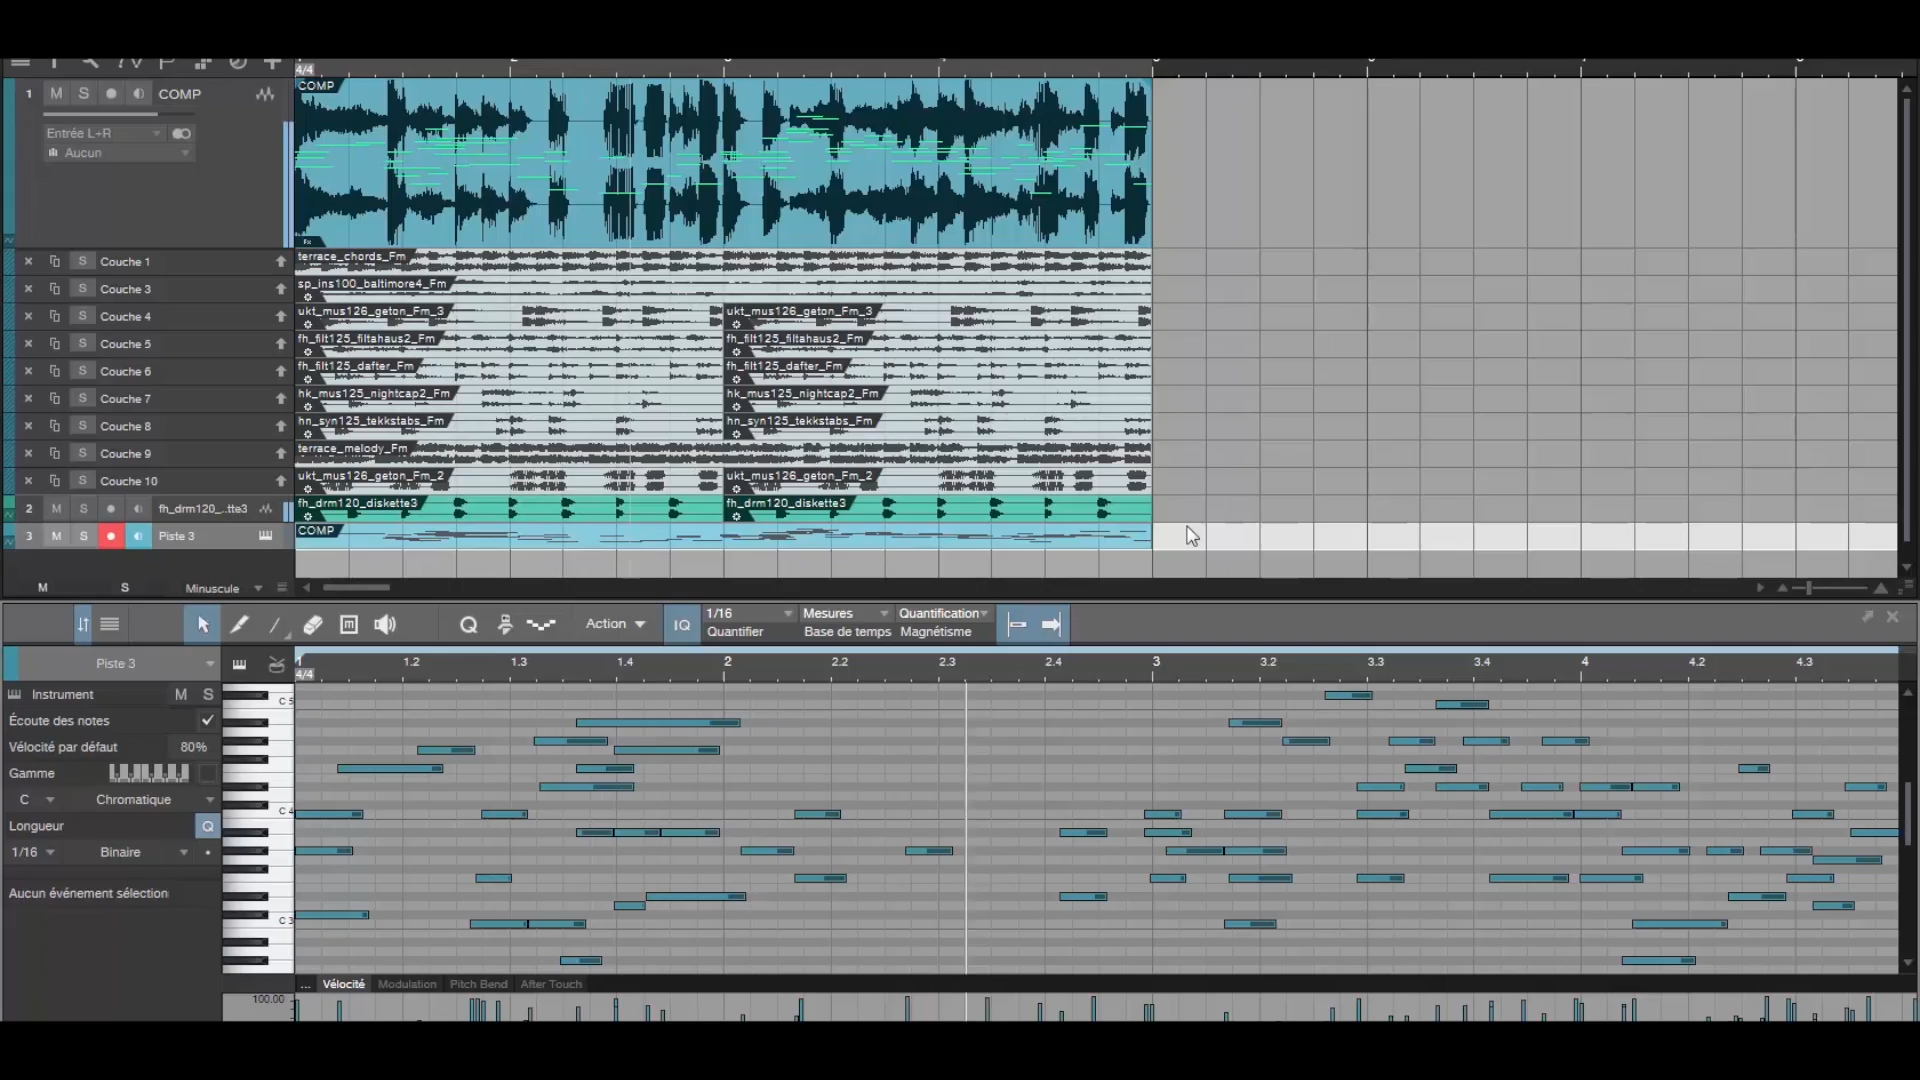 4/4
1 M S COMP
COMP
Entrée L+R
Aucun
Fx
× S Couche 1
terrace_chords_Fm
× S Couche 3
sp_ins100_baltimore4_Fm
× S Couche 4
ukt_mus126_geton_Fm_3
ukt_mus126_geton_Fm_3
× S Couche 5
fh_filt125_filtahaus2_Fm
fh_filt125_filtahaus2_Fm
× S Couche 6
fh_filt125_dafter_Fm
fh_filt125_dafter_Fm
× S Couche 7
hk_mus125_nightcap2_Fm
hk_mus125_nightcap2_Fm
× S Couche 8
hn_syn125_tekkstabs_Fm
hn_syn125_tekkstabs_Fm
× S Couche 9
terrace_melody_Fm
× S Couche 10
ukt_mus126_geton_Fm_2
ukt_mus126_geton_Fm_2
2 M S fh_drm120_..tte3
fh_drm120_diskette3
fh_drm120_diskette3
3 M S Piste 3
COMP
M S Minuscule
Q
Action
IQ
1/16 Mesures Quantification
Quantifier Base de temps Magnétisme
Piste 3
1 1.2 1.3 1.4 2 2.2 2.3 2.4 3 3.2 3.3 3.4 4 4.2 4.3
4/4
Instrument M S
Écoute des notes
Vélocité par défaut 80%
Gamme
C Chromatique
Longueur Q
1/16 Binaire
Aucun événement sélection
C 5
C 4
C 3
... Vélocité Modulation Pitch Bend After Touch
100.00